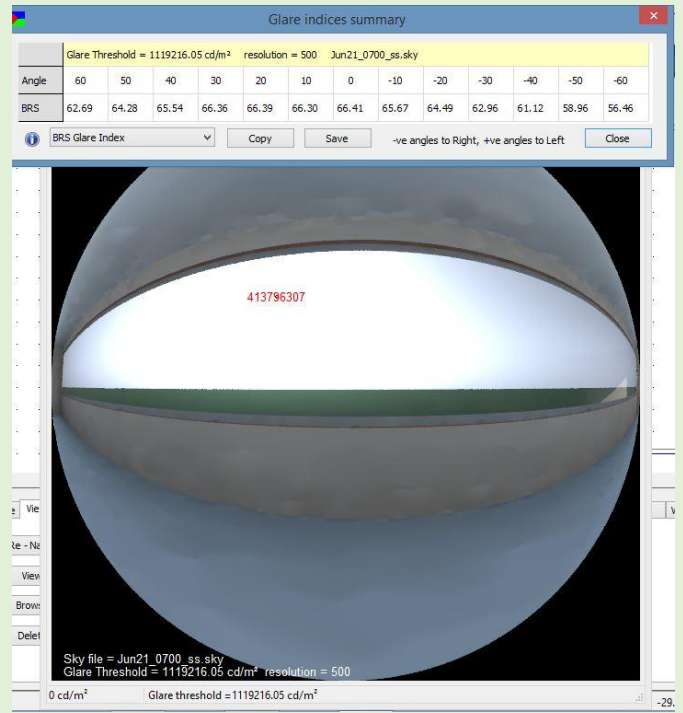 Glare indices summary
Glare Threshold = 1119216.05 cd/m² resolution = 500 Jun21_0700_ss.sky
Angle 60 50 40 30 20 10 0 -10 -20 -30 -40 -50 -60
BRS 62.69 64.28 65.54 66.36 66.39 66.30 66.41 65.67 64.49 62.96 61.12 58.96 56.46
BRS Glare Index Copy Save -ve angles to Right, +ve angles to Left Close
413796307
Vie
View
Brows
Delet
Sky file = Jun21_0700_ss.sky
Glare Threshold = 1119216.05 cd/m² resolution = 500
0 cd/m² Glare threshold =1119216.05 cd/m²
-29.